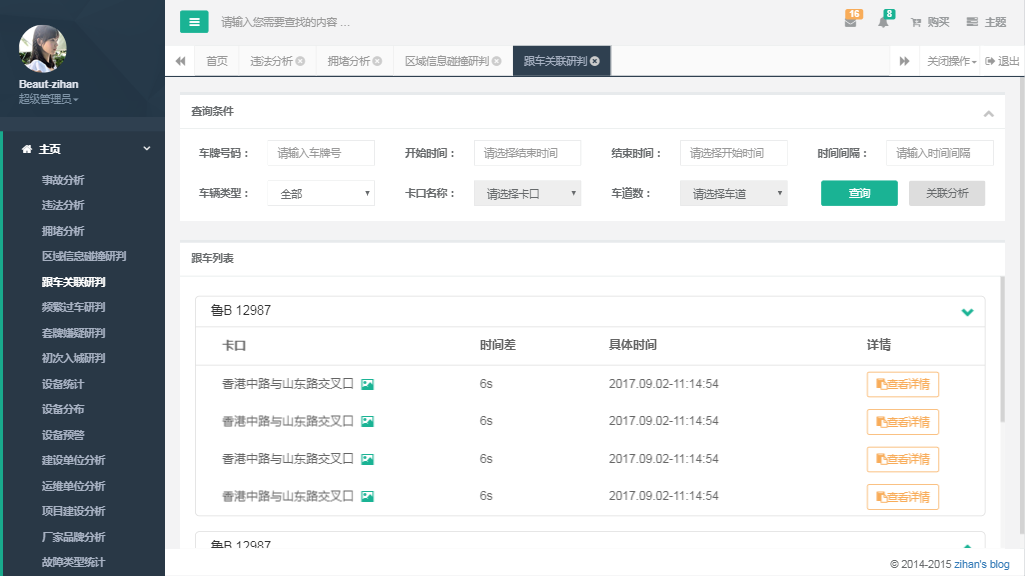 Beaut-zihan
超级管理员
主页
事故分析
违法分析
拥堵分析
区域信息碰撞研判
跟车关联研判
频繁过车研判
套牌嫌疑研判
初次入城研判
设备统计
设备分布
设备预警
建设单位分析
运维单位分析
项目建设分析
厂家品牌分析
故障类型统计
请输入您需要查找的内容 …
16
8
购买
主题
首页 违法分析 拥堵分析 区域信息碰撞研判 跟车关联研判 关闭操作 退出
查询条件
车牌号码： 请输入车牌号 开始时间： 请选择结束时间 结束时间： 请选择开始时间 时间间隔： 请输入时间间隔
车辆类型： 全部 卡口名称： 请选择卡口 车道数： 请选择车道 查询 关联分析
跟车列表
鲁B 12987
卡口 时间差 具体时间 详情
香港中路与山东路交叉口 6s 2017.09.02-11:14:54 查看详情
香港中路与山东路交叉口 6s 2017.09.02-11:14:54 查看详情
香港中路与山东路交叉口 6s 2017.09.02-11:14:54 查看详情
香港中路与山东路交叉口 6s 2017.09.02-11:14:54 查看详情
鲁B 12987
© 2014-2015 zihan's blog